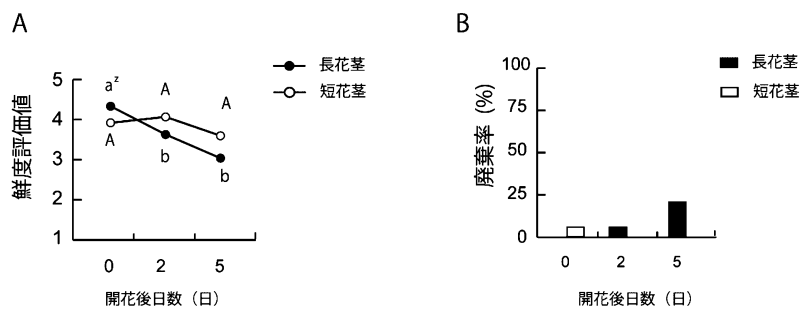 A
長花茎
短花茎
鮮度評価値
5
4
3
2
1
aᶻ
A
A
A
b
b
0 2 5
開花後日数（日）
B
長花茎
短花茎
廃棄率 (%)
100
75
50
25
0
0 2 5
開花後日数（日）